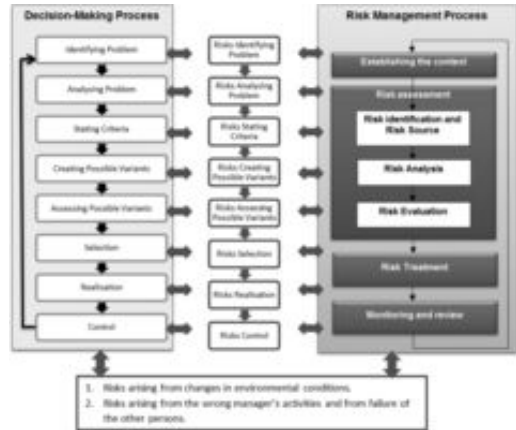 Decision-Making Process
Identifying Problem
Analysing Problem
Stating Criteria
Creating Possible Variants
Assessing Possible Variants
Selection
Realisation
Control
Risks Identifying
Problem
Risks Analysing
Problem
Risks Stating
Criteria
Risks Creating
Possible Variants
Risks Assessing
Possible Variants
Risks Selection
Risks Realisation
Risks Control
Risk Management Process
Establishing the context
Risk assessment
Risk identification and
Risk Source
Risk Analysis
Risk Evaluation
Risk Treatment
Monitoring and review
1. Risks arising from changes in environmental conditions.
2. Risks arising from the wrong manager's activities and from failure of
the other persons.